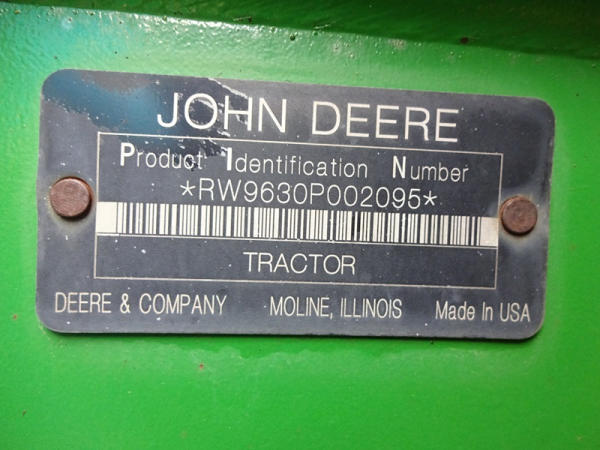 JOHN DEERE
Product Identification Number
*RW9630P002095*
TRACTOR
DEERE & COMPANY MOLINE, ILLINOIS Made In USA